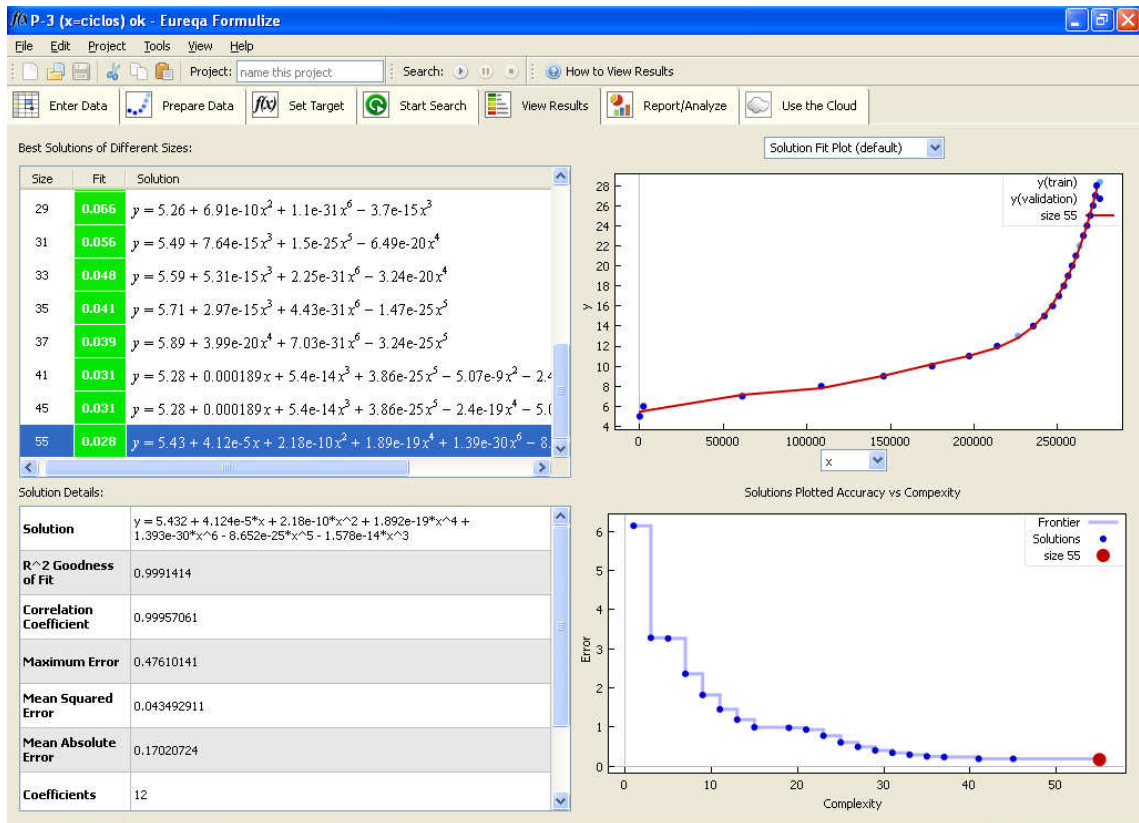 f(x) P-3 (x=ciclos) ok - Eureqa Formulize
File Edit Project Tools View Help
Project: name this project Search: How to View Results
Enter Data Prepare Data f(x) Set Target Start Search View Results Report/Analyze Use the Cloud
Best Solutions of Different Sizes:
Size Fit Solution
29 0.066 y = 5.26 + 6.91e-10x² + 1.1e-31x⁶ − 3.7e-15x³
31 0.056 y = 5.49 + 7.64e-15x³ + 1.5e-25x⁵ − 6.49e-20x⁴
33 0.048 y = 5.59 + 5.31e-15x³ + 2.25e-31x⁶ − 3.24e-20x⁴
35 0.041 y = 5.71 + 2.97e-15x³ + 4.43e-31x⁶ − 1.47e-25x⁵
37 0.039 y = 5.89 + 3.99e-20x⁴ + 7.03e-31x⁶ − 3.24e-25x⁵
41 0.031 y = 5.28 + 0.000189x + 5.4e-14x³ + 3.86e-25x⁵ − 5.07e-9x² − 2.4
45 0.031 y = 5.28 + 0.000189x + 5.4e-14x³ + 3.86e-25x⁵ − 2.4e-19x⁴ − 5.0
55 0.028 y = 5.43 + 4.12e-5x + 2.18e-10x² + 1.89e-19x⁴ + 1.39e-30x⁶ − 8.
Solution Fit Plot (default)
y(train)
y(validation)
size 55
28
26
24
22
20
18
16
14
12
10
8
6
4
y
0 50000 100000 150000 200000 250000
x
Solution Details:
Solution
y = 5.432 + 4.124e-5*x + 2.18e-10*x^2 + 1.892e-19*x^4 +
1.393e-30*x^6 - 8.652e-25*x^5 - 1.578e-14*x^3
R^2 Goodness
of Fit
0.9991414
Correlation
Coefficient
0.99957061
Maximum Error 0.47610141
Mean Squared
Error
0.043492911
Mean Absolute
Error
0.17020724
Coefficients 12
Solutions Plotted Accuracy vs Compexity
Frontier
Solutions
size 55
6
5
4
3
2
1
0
Error
0 10 20 30 40 50
Complexity